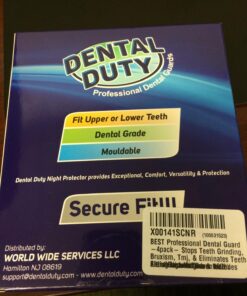 DENTAL
DUTY
Professional Dental Guards
Fit Upper or Lower Teeth
Dental Grade
Mouldable
Dental Duty Night Protector provides Exceptional, Comfort, Versatility & Protection
Secure Fit!!!
Distributed by:
WORLD WIDE SERVICES LLC
Hamilton NJ 08619
support@dentalduty.com
www.dentalduty.com
X00141SCNR
BEST Professional Dental Guard
-4pack- Stops Teeth Grinding,
Bruxism, Tmj, & Eliminates Teeth